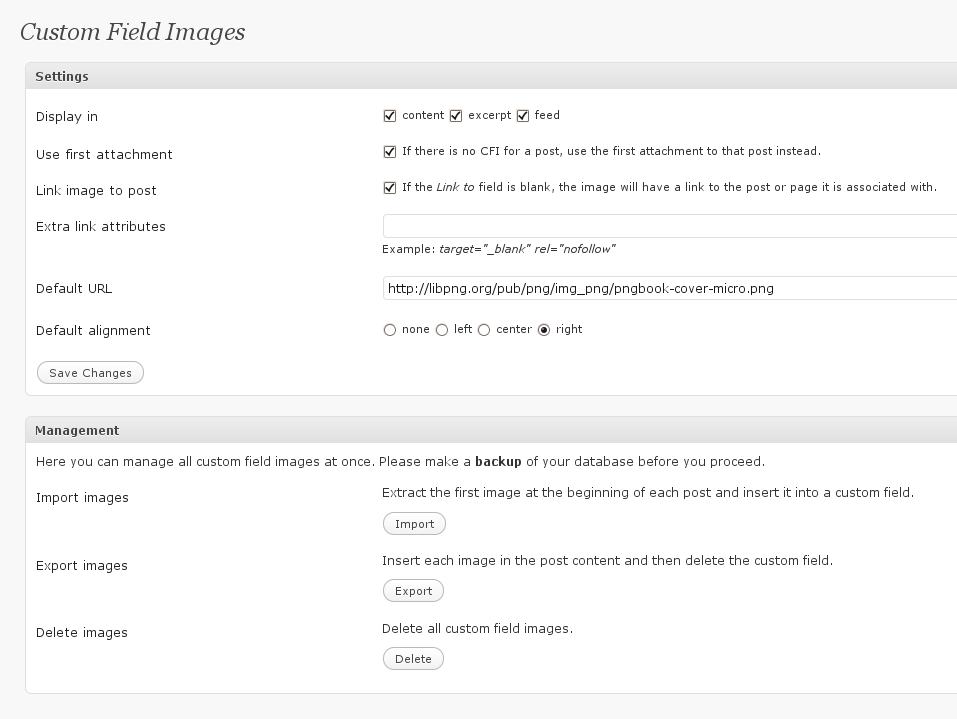 Custom Field Images
Settings
Display in content excerpt feed
Use first attachment If there is no CFI for a post, use the first attachment to that post instead.
Link image to post If the Link to field is blank, the image will have a link to the post or page it is associated with.
Extra link attributes
Example: target="_blank" rel="nofollow"
Default URL http://libpng.org/pub/png/img_png/pngbook-cover-micro.png
Default alignment none left center right
Save Changes
Management
Here you can manage all custom field images at once. Please make a backup of your database before you proceed.
Import images Extract the first image at the beginning of each post and insert it into a custom field.
Import
Export images Insert each image in the post content and then delete the custom field.
Export
Delete images Delete all custom field images.
Delete